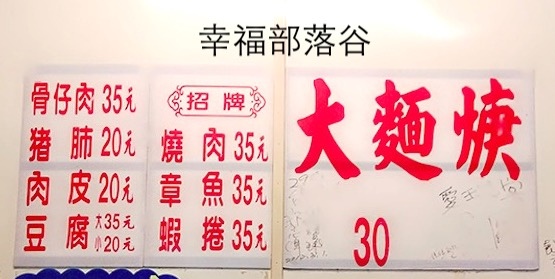 幸福部落谷
骨仔肉 35元
猪肺 20元
肉皮 20元
豆腐 大35元 小20元
招牌
燒肉 35元
章魚 35元
蝦捲 35元
大麵焿
30